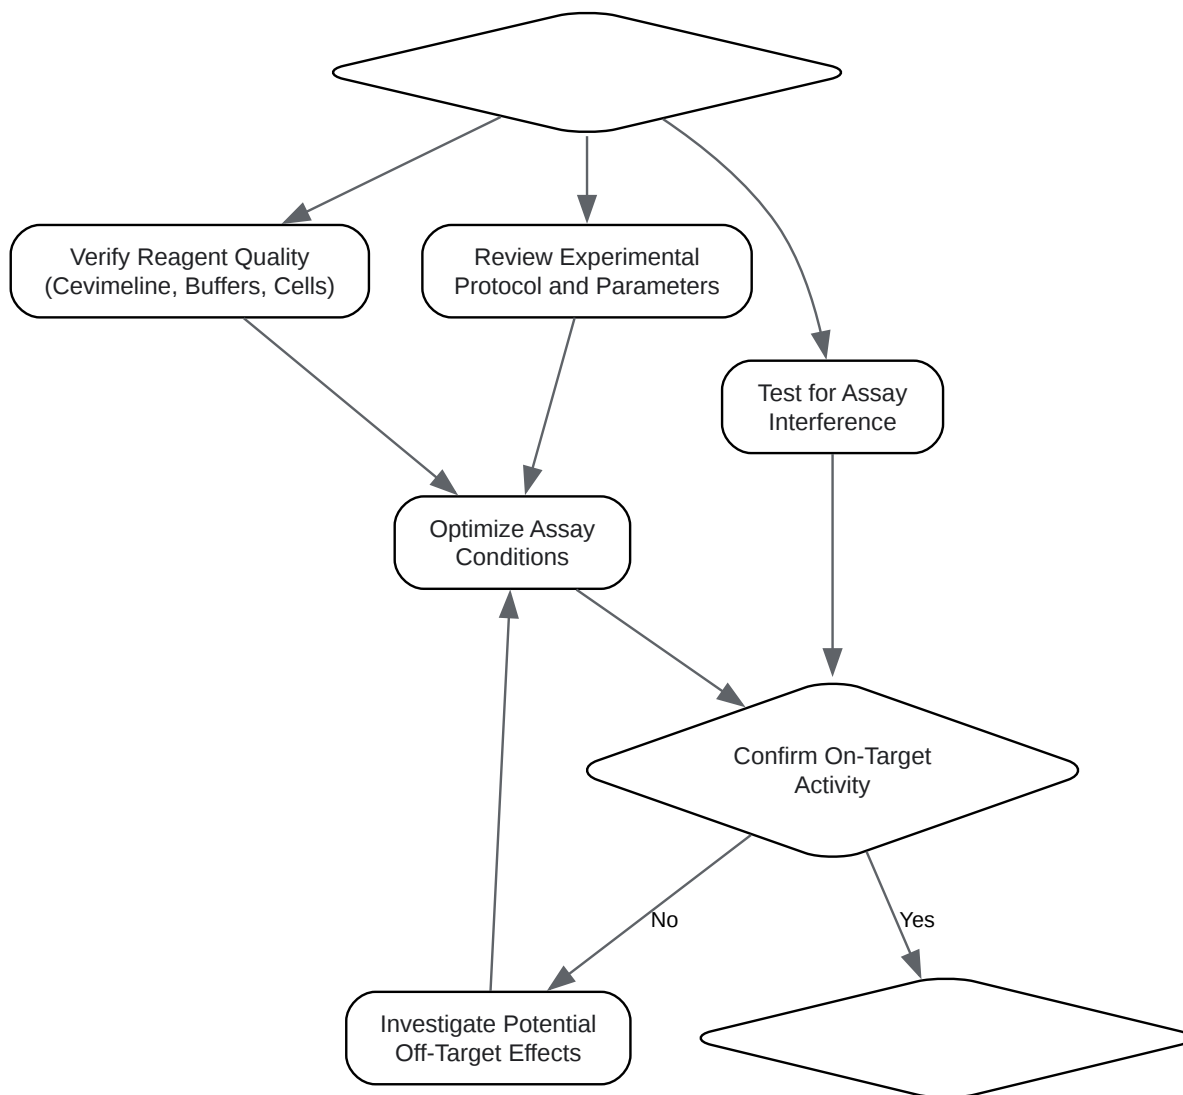 Verify Reagent Quality
(Cevimeline, Buffers, Cells)
Review Experimental
Protocol and Parameters
Test for Assay
Interference
Optimize Assay
Conditions
Confirm On-Target
Activity
No
Yes
Investigate Potential
Off-Target Effects